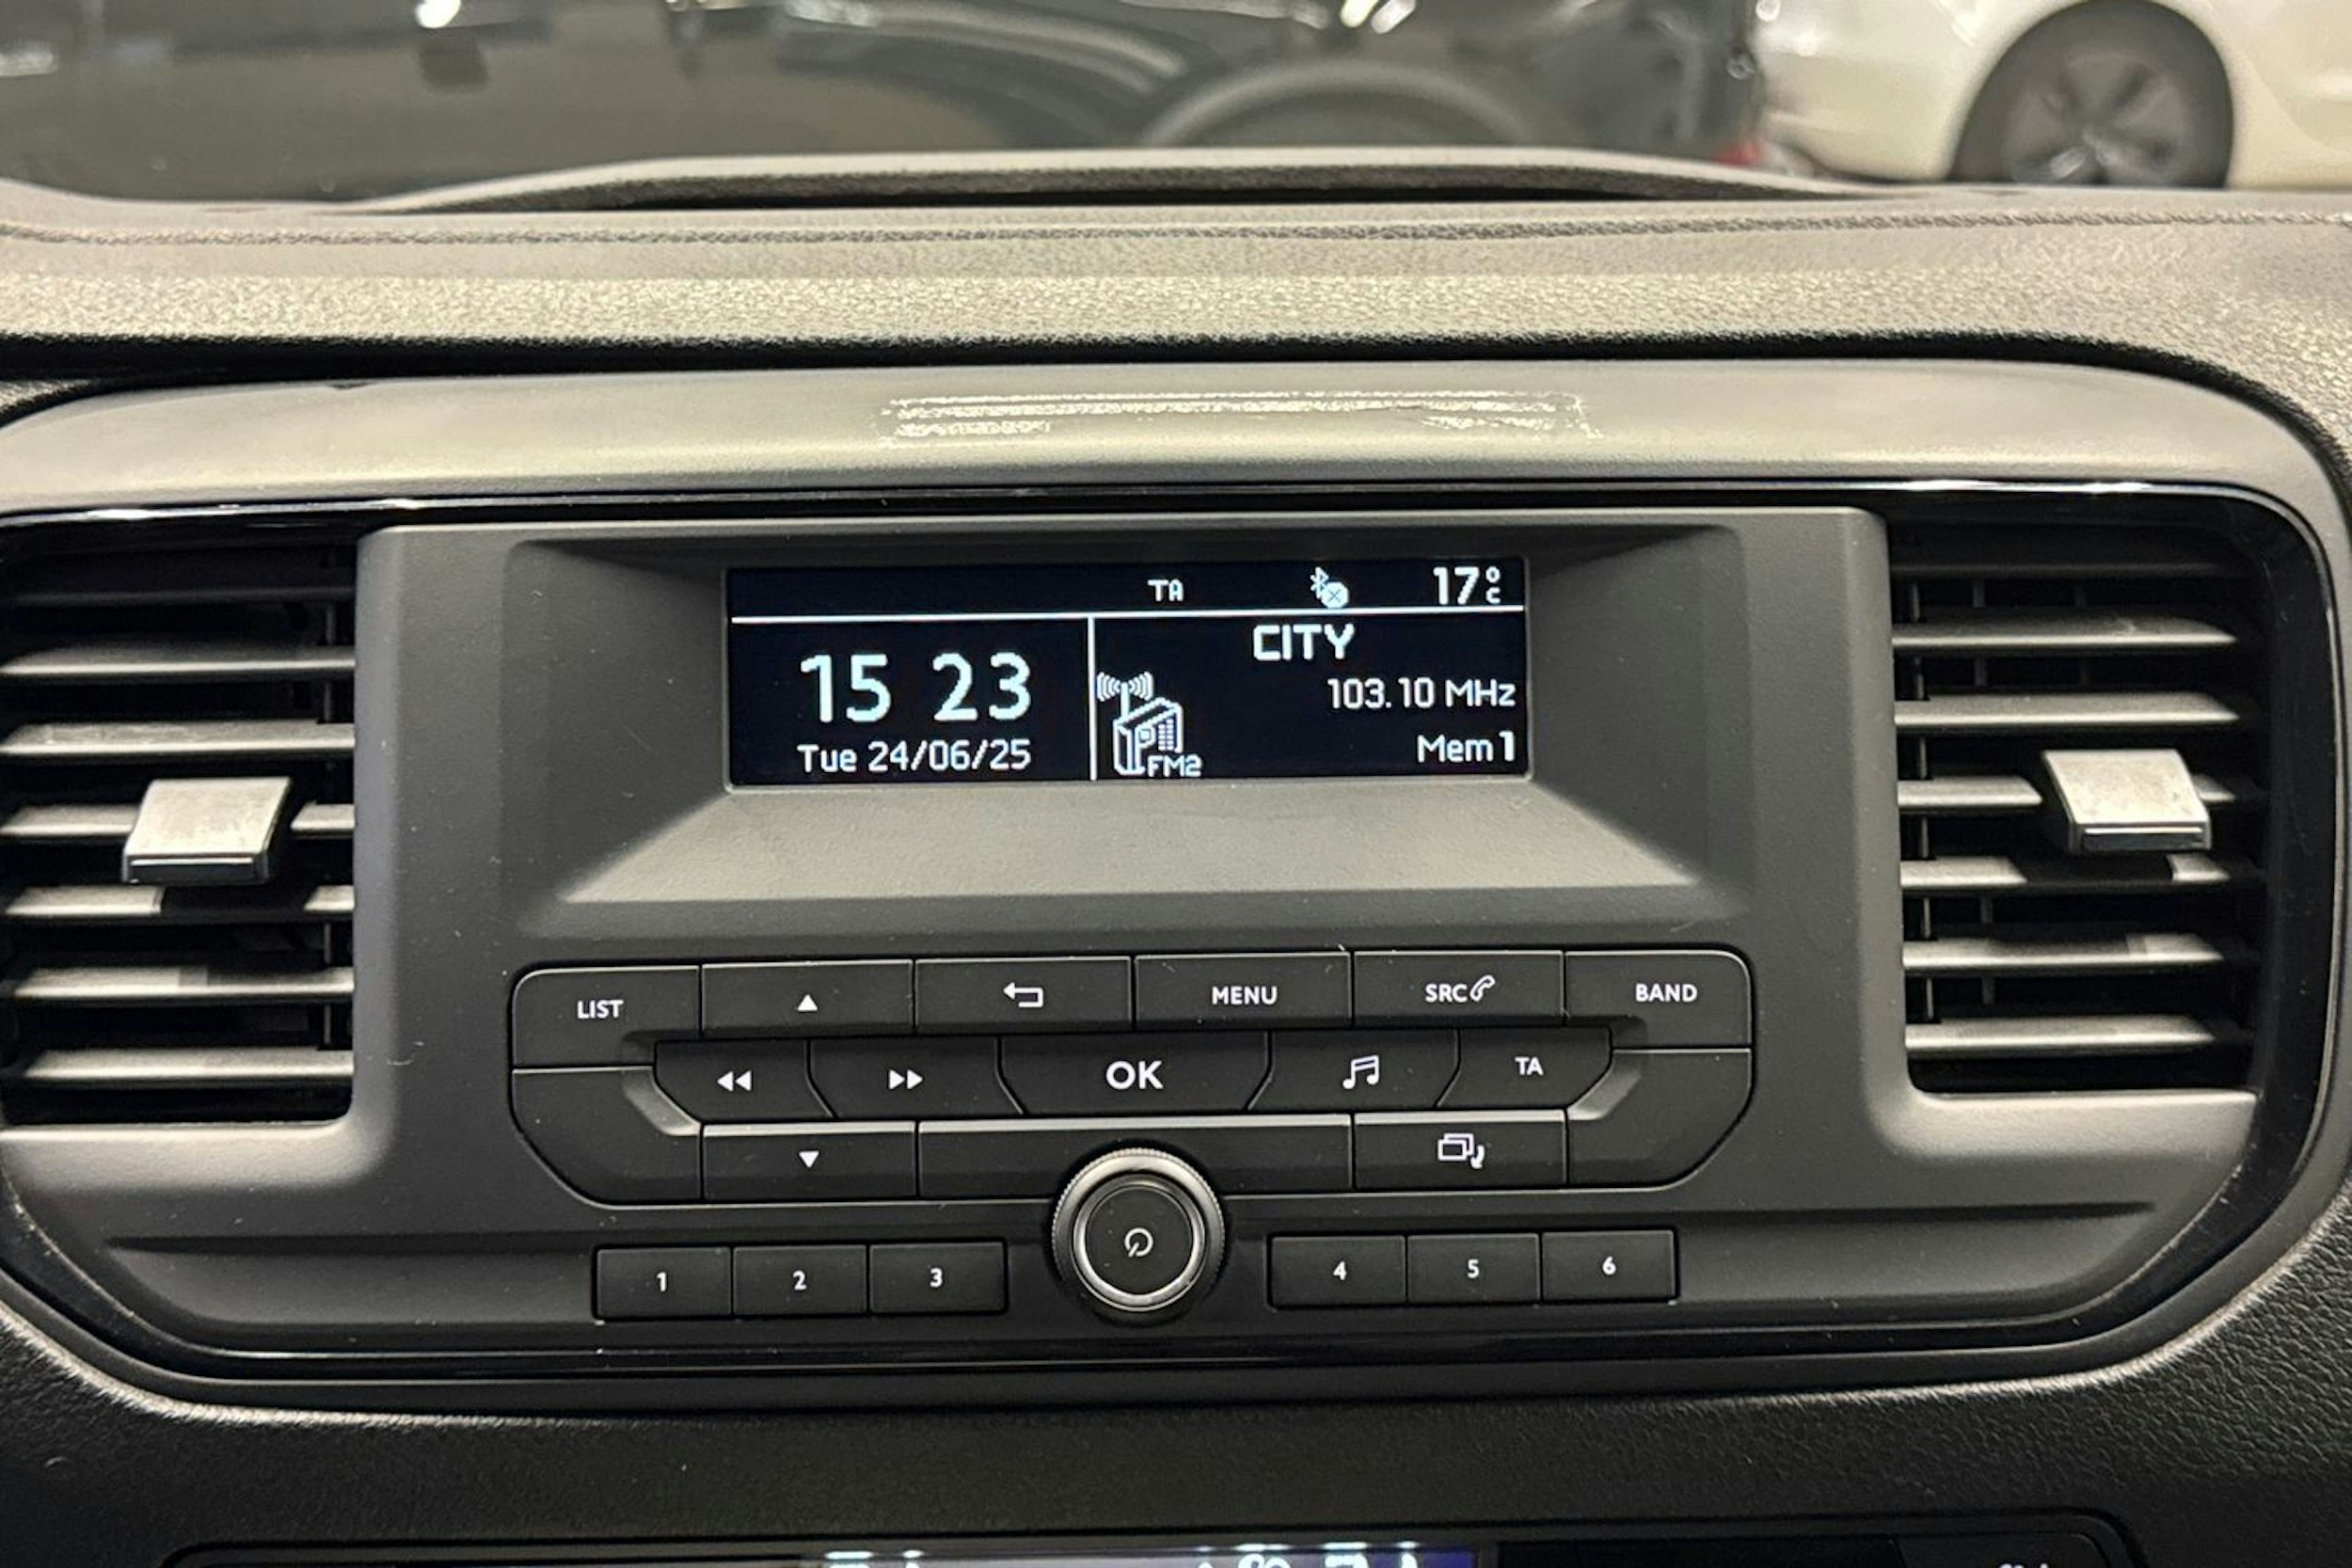 TA 17°C
CITY
15 23
103.10 MHz
Tue 24/06/25
FM2
Mem 1
LIST
MENU
SRC
BAND
OK
TA
1 2 3 4 5 6